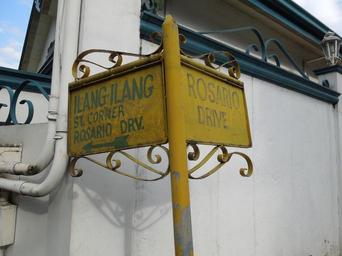 ILANG-ILANG
ST. CORNER
ROSARIO DRV.
ROSARIO
DRIVE